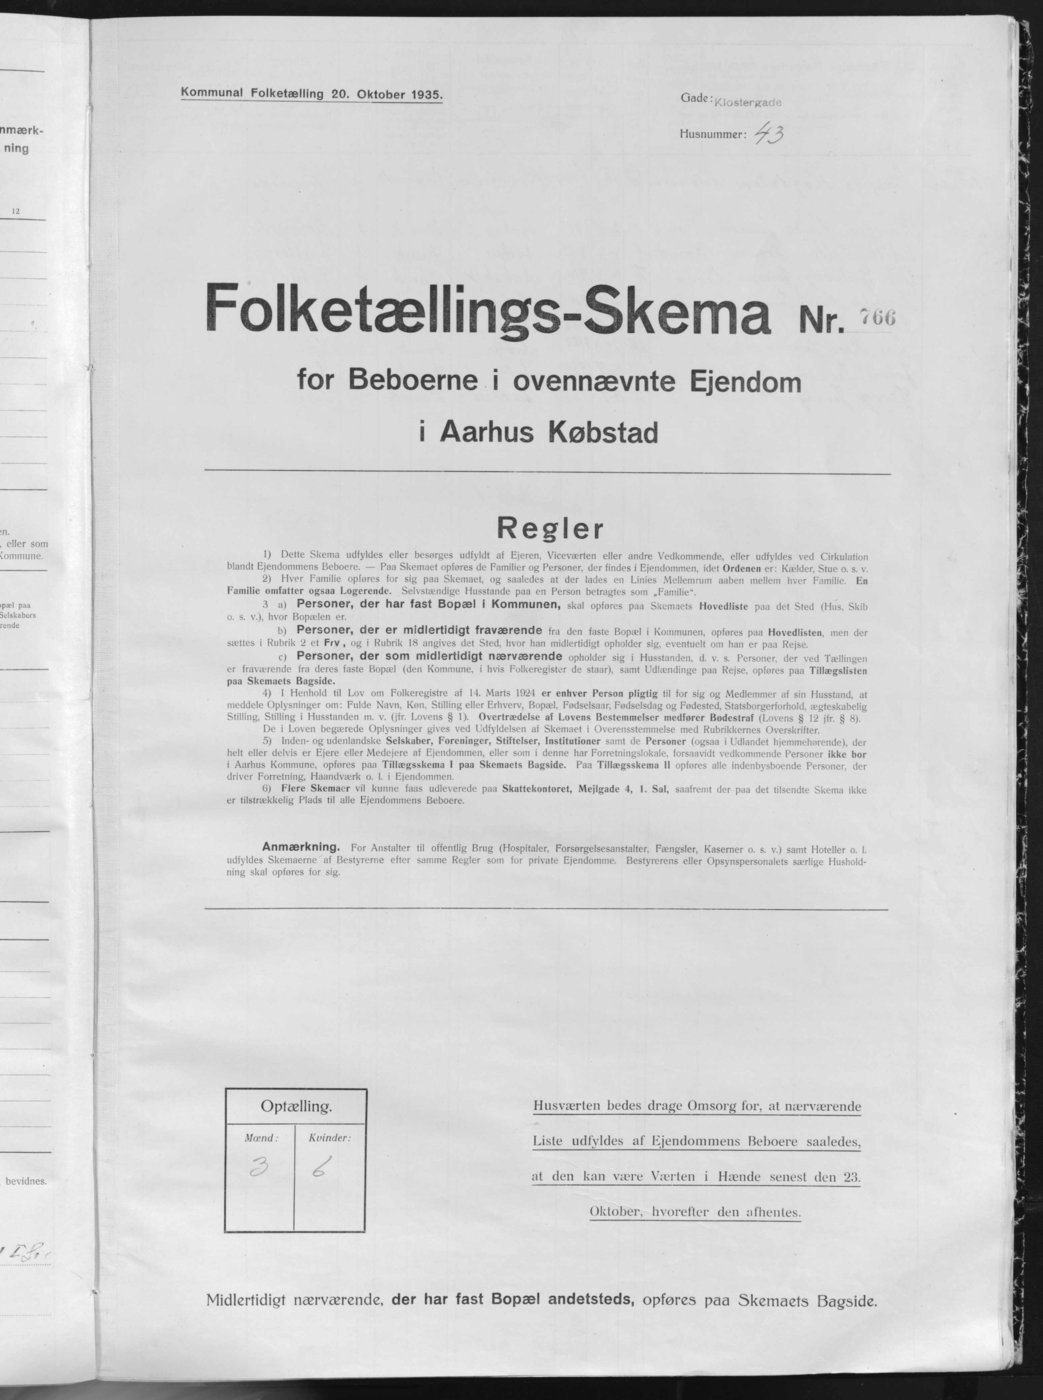 nmærk-
ning
12
en.
, eller som
Kommune.
opæl paa
Selskabers
rende
bevidnes.
Kommunal Folketælling 20. Oktober 1935.
Gade: Klostergade
Husnummer: 43
Folketællings-Skema Nr. 766
for Beboerne i ovennævnte Ejendom
i Aarhus Købstad
Regler
1) Dette Skema udfyldes eller besørges udfyldt af Ejeren, Viceværten eller andre Vedkommende, eller udfyldes ved Cirkulation
blandt Ejendommens Beboere. — Paa Skemaet opføres de Familier og Personer, der findes i Ejendommen, idet Ordenen er: Kælder, Stue o. s. v.
2) Hver Familie opføres for sig paa Skemaet, og saaledes at der lades en Linies Mellemrum aaben mellem hver Familie. En
Familie omfatter ogsaa Logerende. Selvstændige Husstande paa en Person betragtes som „Familie“.
3 a) Personer, der har fast Bopæl i Kommunen, skal opføres paa Skemaets Hovedliste paa det Sted (Hus, Skib
o. s. v.), hvor Bopælen er.
b) Personer, der er midlertidigt fraværende fra den faste Bopæl i Kommunen, opføres paa Hovedlisten, men der
sættes i Rubrik 2 et Frv, og i Rubrik 18 angives det Sted, hvor han midlertidigt opholder sig, eventuelt om han er paa Rejse.
c) Personer, der som midlertidigt nærværende opholder sig i Husstanden, d. v. s. Personer, der ved Tællingen
er fraværende fra deres faste Bopæl (den Kommune, i hvis Folkeregister de staar), samt Udlændinge paa Rejse, opføres paa Tillægslisten
paa Skemaets Bagside.
4) I Henhold til Lov om Folkeregistre af 14. Marts 1924 er enhver Person pligtig til for sig og Medlemmer af sin Husstand, at
meddele Oplysninger om: Fulde Navn, Køn, Stilling eller Erhverv, Bopæl, Fødselsaar, Fødselsdag og Fødested, Statsborgerforhold, ægteskabelig
Stilling, Stilling i Husstanden m. v. (jfr. Lovens § 1). Overtrædelse af Lovens Bestemmelser medfører Bødestraf (Lovens § 12 jfr. § 8).
De i Loven begærede Oplysninger gives ved Udfyldelsen af Skemaet i Overensstemmelse med Rubrikkernes Overskrifter.
5) Inden- og udenlandske Selskaber, Foreninger, Stiftelser, Institutioner samt de Personer (ogsaa i Udlandet hjemmehørende), der
helt eller delvis er Ejere eller Medejere af Ejendommen, eller som i denne har Forretningslokale, forsaavidt vedkommende Personer ikke bor
i Aarhus Kommune, opføres paa Tillægsskema I paa Skemaets Bagside. Paa Tillægsskema II opføres alle indenbysboende Personer, der
driver Forretning, Haandværk o. l. i Ejendommen.
6) Flere Skemaer vil kunne faas udleverede paa Skattekontoret, Mejlgade 4, 1. Sal, saafremt der paa det tilsendte Skema ikke
er tilstrækkelig Plads til alle Ejendommens Beboere.
Anmærkning. For Anstalter til offentlig Brug (Hospitaler, Forsørgelsesanstalter, Fængsler, Kaserner o. s. v.) samt Hoteller o. l.
udfyldes Skemaerne af Bestyrerne efter samme Regler som for private Ejendomme. Bestyrerens eller Opsynspersonalets særlige Hushold-
ning skal opføres for sig.
Optælling.
Mænd: Kvinder:
3 6
Husværten bedes drage Omsorg for, at nærværende
Liste udfyldes af Ejendommens Beboere saaledes,
at den kan være Værten i Hænde senest den 23.
Oktober, hvorefter den afhentes.
Midlertidigt nærværende, der har fast Bopæl andetsteds, opføres paa Skemaets Bagside.